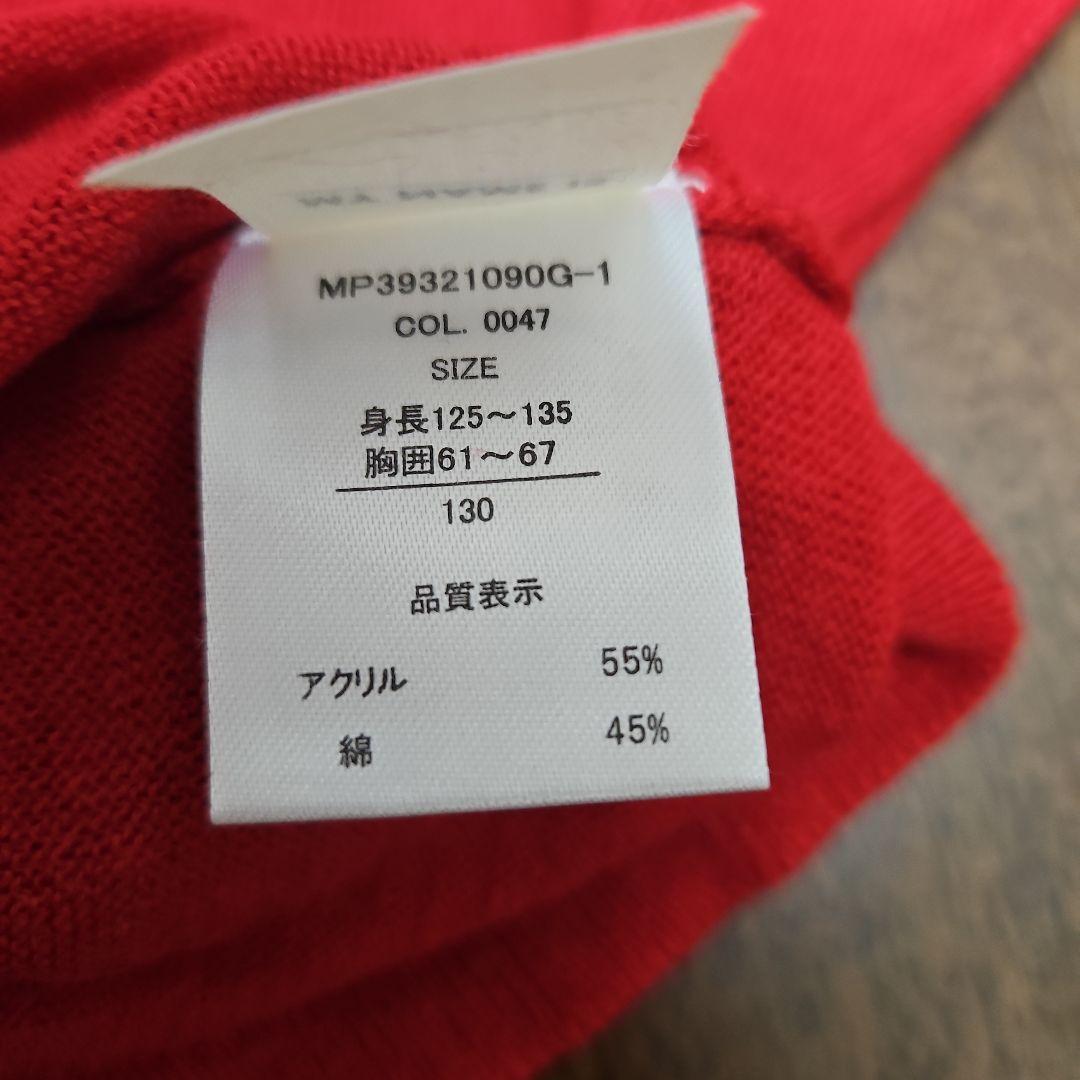 MP39321090G-1
COL. 0047
SIZE
身長125〜135
胸囲61〜67
130
品質表示
アクリル 55%
綿 45%